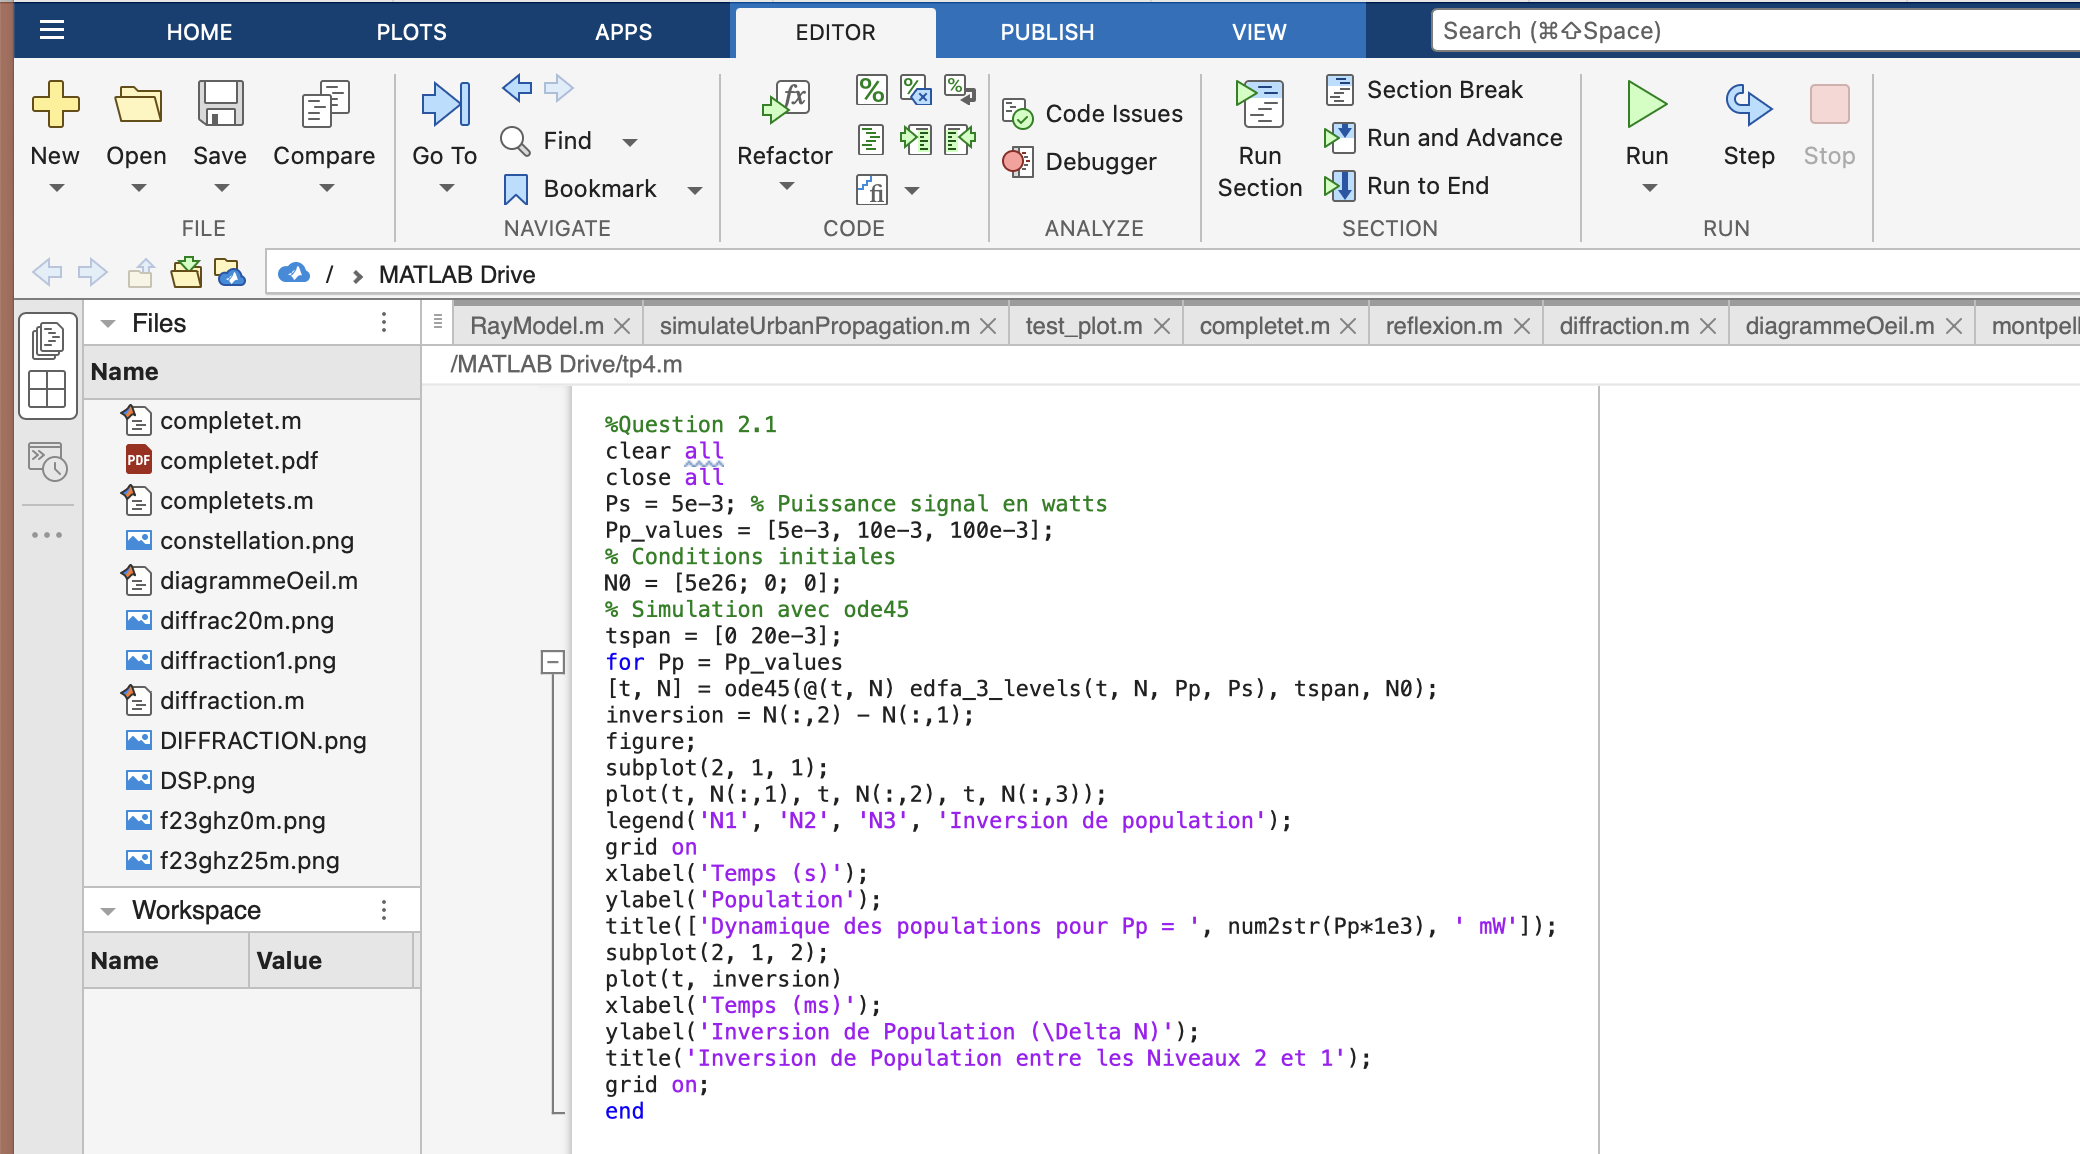 HOME PLOTS APPS EDITOR PUBLISH VIEW Search (⌘⇧Space)
New Open Save Compare
FILE
Go To Find Bookmark
NAVIGATE
Refactor
CODE
Code Issues
Debugger
ANALYZE
Run Section
Section Break
Run and Advance
Run to End
SECTION
Run Step Stop
RUN
/ › MATLAB Drive
Files
Name
completet.m
PDF completet.pdf
completets.m
constellation.png
diagrammeOeil.m
diffrac20m.png
diffraction1.png
diffraction.m
DIFFRACTION.png
DSP.png
f23ghz0m.png
f23ghz25m.png
Workspace
Name Value
RayModel.m simulateUrbanPropagation.m test_plot.m completet.m reflexion.m diffraction.m diagrammeOeil.m montpell
/MATLAB Drive/tp4.m
%Question 2.1
clear all
close all
Ps = 5e-3; % Puissance signal en watts
Pp_values = [5e-3, 10e-3, 100e-3];
% Conditions initiales
N0 = [5e26; 0; 0];
% Simulation avec ode45
tspan = [0 20e-3];
for Pp = Pp_values
[t, N] = ode45(@(t, N) edfa_3_levels(t, N, Pp, Ps), tspan, N0);
inversion = N(:,2) - N(:,1);
figure;
subplot(2, 1, 1);
plot(t, N(:,1), t, N(:,2), t, N(:,3));
legend('N1', 'N2', 'N3', 'Inversion de population');
grid on
xlabel('Temps (s)');
ylabel('Population');
title(['Dynamique des populations pour Pp = ', num2str(Pp*1e3), ' mW']);
subplot(2, 1, 2);
plot(t, inversion)
xlabel('Temps (ms)');
ylabel('Inversion de Population (\Delta N)');
title('Inversion de Population entre les Niveaux 2 et 1');
grid on;
end